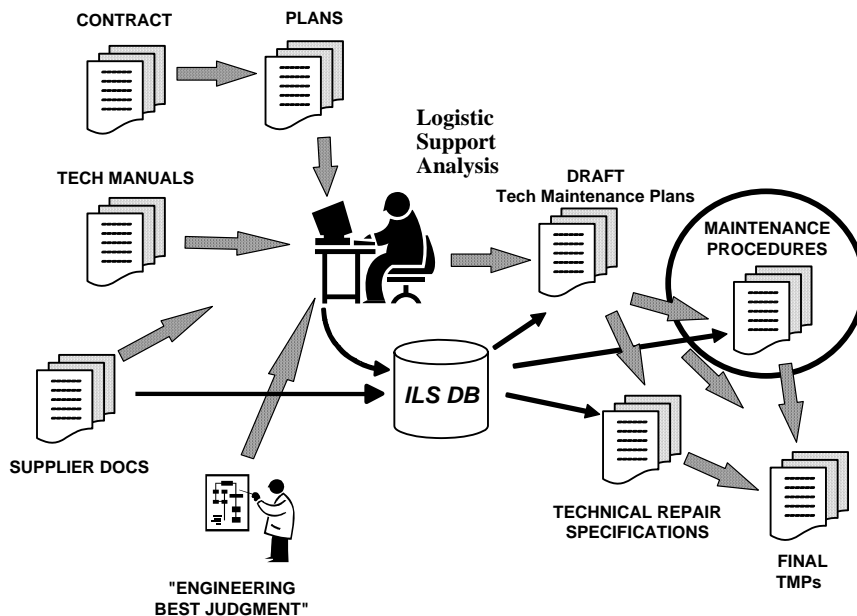 CONTRACT
PLANS
Logistic
Support
Analysis
TECH MANUALS
DRAFT
Tech Maintenance Plans
MAINTENANCE
PROCEDURES
ILS DB
SUPPLIER DOCS
TECHNICAL REPAIR
SPECIFICATIONS
FINAL
TMPs
"ENGINEERING
BEST JUDGMENT"